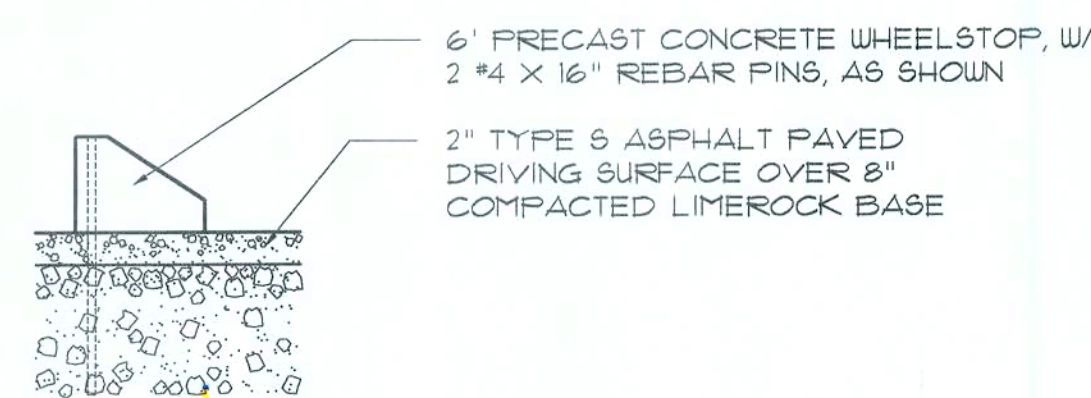 6' PRECAST CONCRETE WHEELSTOP, W/
2 #4 X 16" REBAR PINS, AS SHOWN
2" TYPE S ASPHALT PAVED
DRIVING SURFACE OVER 8"
COMPACTED LIMEROCK BASE